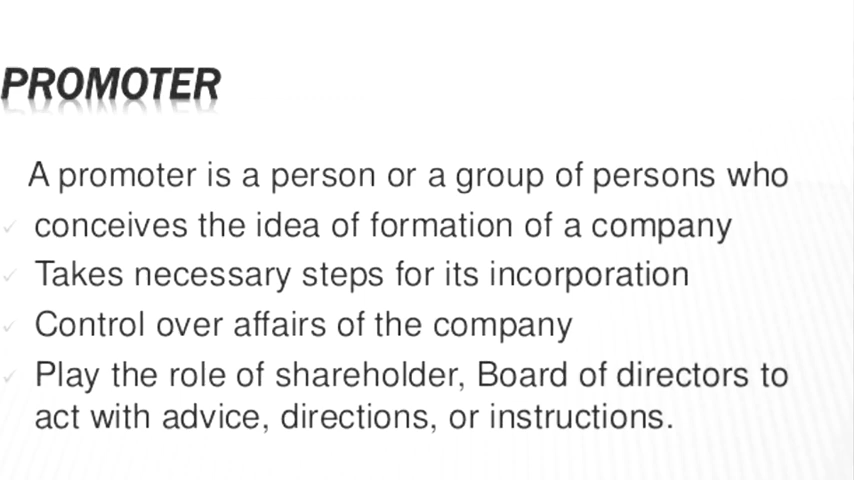 PROMOTER
A promoter is a person or a group of persons who
✓ conceives the idea of formation of a company
✓ Takes necessary steps for its incorporation
✓ Control over affairs of the company
✓ Play the role of shareholder, Board of directors to
act with advice, directions, or instructions.